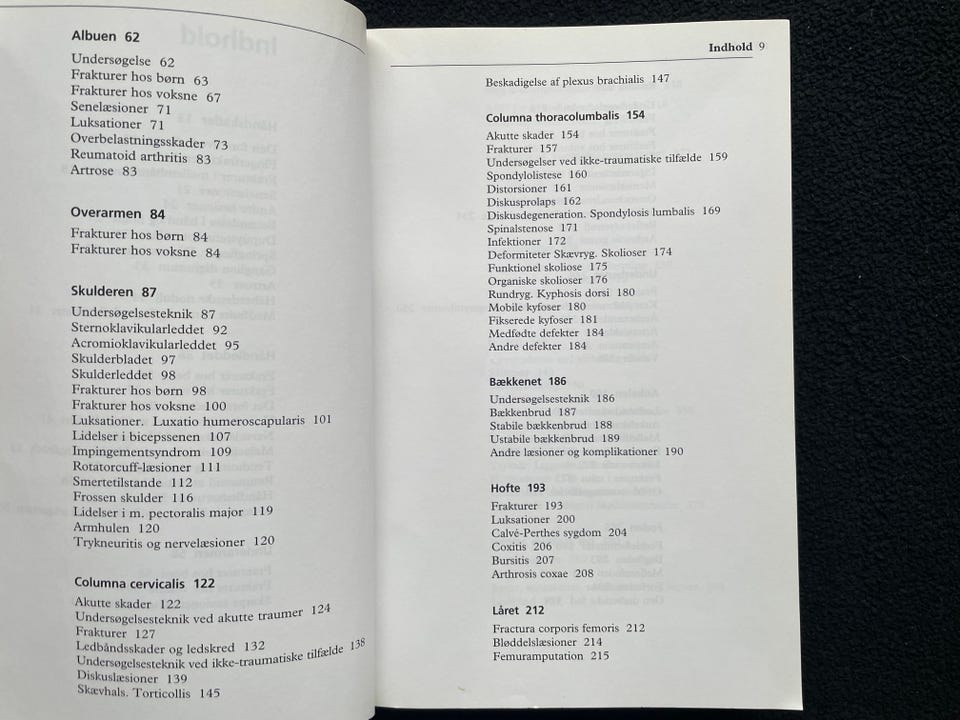 Albuen 62
Undersøgelse 62
Frakturer hos børn 63
Frakturer hos voksne 67
Senelæsioner 71
Luksationer 71
Overbelastningsskader 73
Reumatoid arthritis 83
Artrose 83
Overarmen 84
Frakturer hos børn 84
Frakturer hos voksne 84
Skulderen 87
Undersøgelsesteknik 87
Sternoklavikularleddet 92
Acromioklavikularleddet 95
Skulderbladet 97
Skulderleddet 98
Frakturer hos børn 98
Frakturer hos voksne 100
Luksationer. Luxatio humeroscapularis 101
Lidelser i bicepssenen 107
Impingementsyndrom 109
Rotatorcuff-læsioner 111
Smertetilstande 112
Frossen skulder 116
Lidelser i m. pectoralis major 119
Armhulen 120
Trykneuritis og nervelæsioner 120
Columna cervicalis 122
Akutte skader 122
Undersøgelsesteknik ved akutte traumer 124
Frakturer 127
Ledbåndsskader og ledskred 132
Undersøgelsesteknik ved ikke-traumatiske tilfælde 138
Diskuslæsioner 139
Skævhals. Torticollis 145
Indhold 9
Beskadigelse af plexus brachialis 147
Columna thoracolumbalis 154
Akutte skader 154
Frakturer 157
Undersøgelser ved ikke-traumatiske tilfælde 159
Spondylolistese 160
Distorsioner 161
Diskusprolaps 162
Diskusdegeneration. Spondylosis lumbalis 169
Spinalstenose 171
Infektioner 172
Deformiteter Skævryg. Skolioser 174
Funktionel skoliose 175
Organiske skolioser 176
Rundryg. Kyphosis dorsi 180
Mobile kyfoser 180
Fikserede kyfoser 181
Medfødte defekter 184
Andre defekter 184
Bækkenet 186
Undersøgelsesteknik 186
Bækkenbrud 187
Stabile bækkenbrud 188
Ustabile bækkenbrud 189
Andre læsioner og komplikationer 190
Hofte 193
Frakturer 193
Luksationer 200
Calvé-Perthes sygdom 204
Coxitis 206
Bursitis 207
Arthrosis coxae 208
Låret 212
Fractura corporis femoris 212
Bløddelslæsioner 214
Femuramputation 215